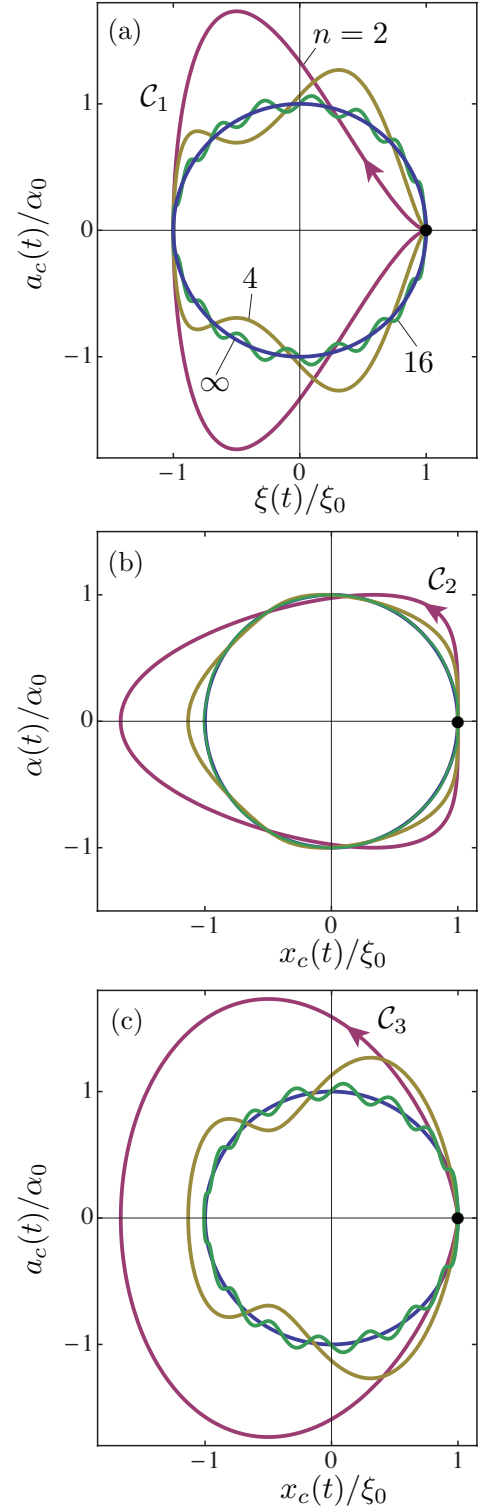 (a)
n = 2
C₁
1
0
−1
4
∞
16
a_c(t)/α₀
−1
0
1
ξ(t)/ξ₀
(b)
C₂
1
0
−1
α(t)/α₀
−1
0
1
x_c(t)/ξ₀
(c)
C₃
1
0
−1
a_c(t)/α₀
−1
0
1
x_c(t)/ξ₀